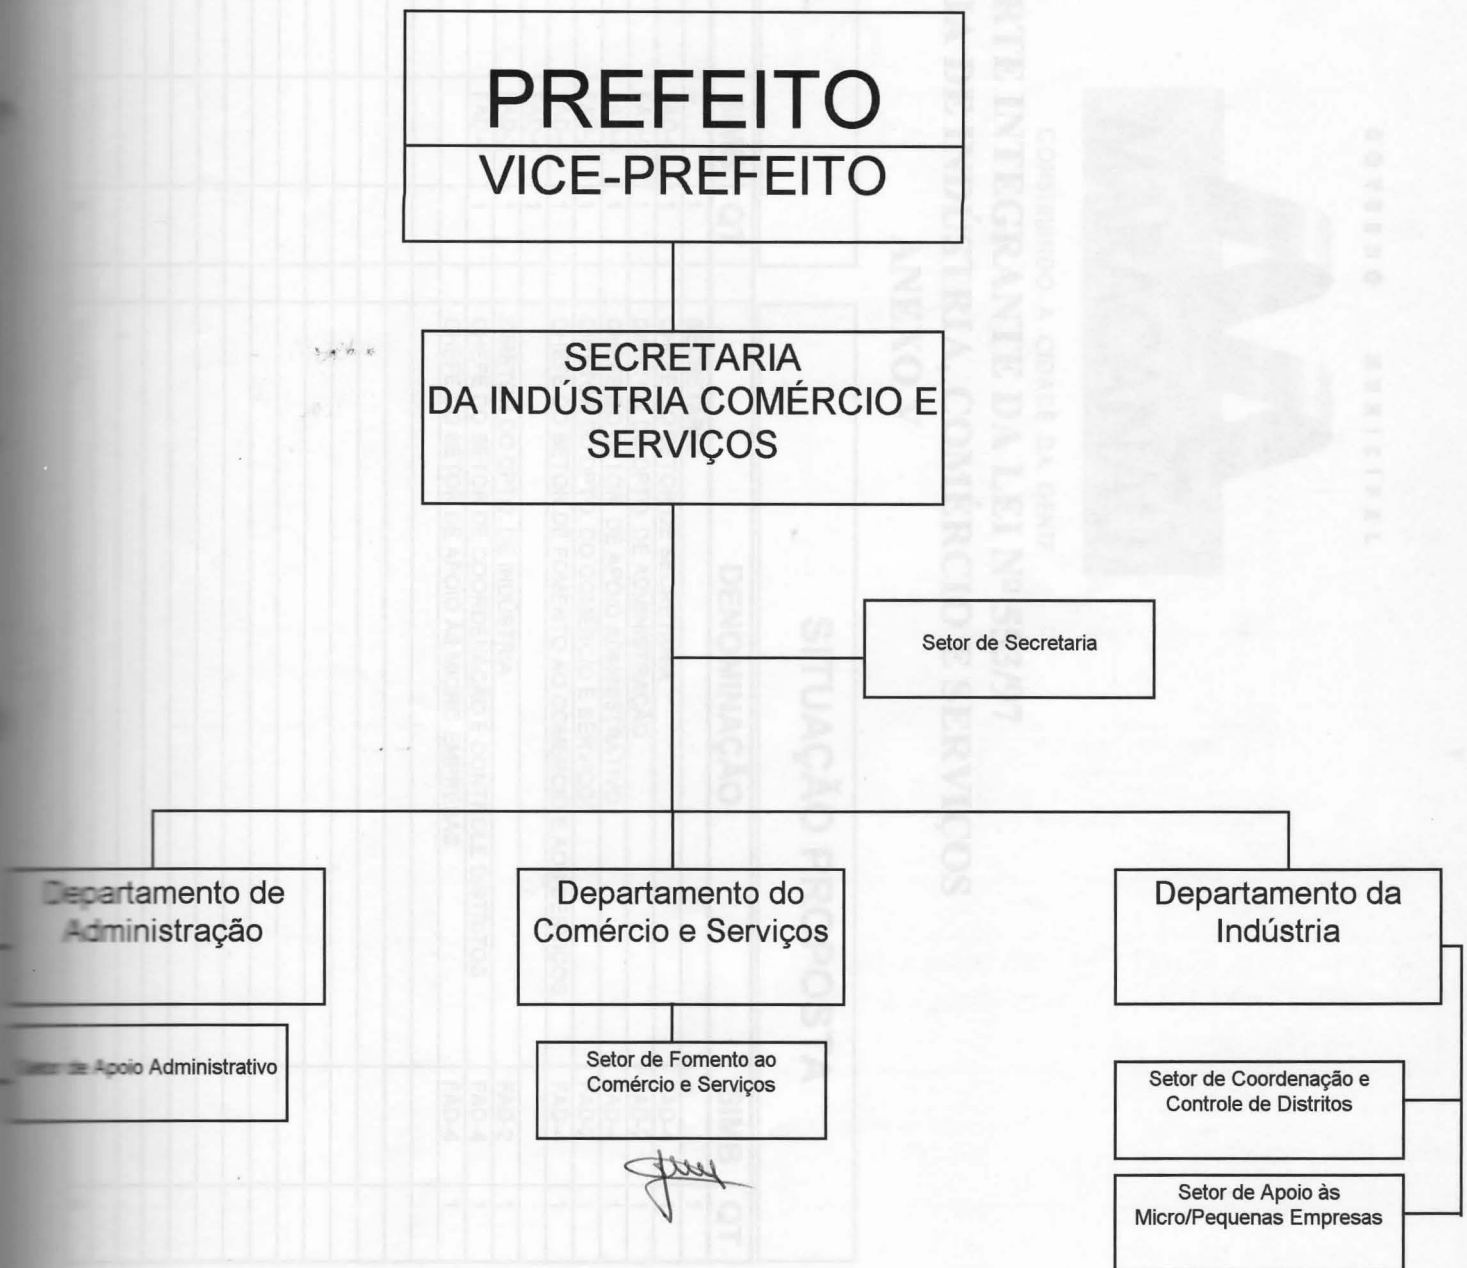 PREFEITO
VICE-PREFEITO
SECRETARIA
DA INDÚSTRIA COMÉRCIO E
SERVIÇOS
Setor de Secretaria
Departamento de
Administração
Departamento do
Comércio e Serviços
Departamento da
Indústria
Setor de Apoio Administrativo
Setor de Fomento ao
Comércio e Serviços
Setor de Coordenação e
Controle de Distritos
Setor de Apoio às
Micro/Pequenas Empresas